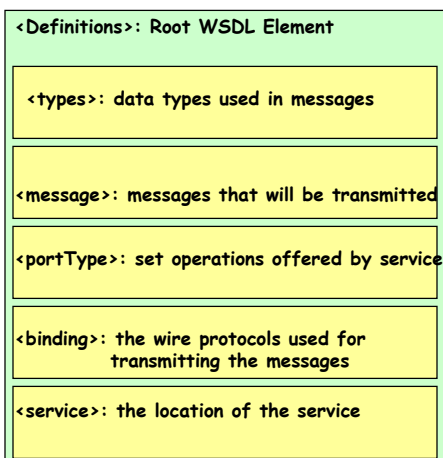 <Definitions>: Root WSDL Element
<types>: data types used in messages
<message>: messages that will be transmitted
<portType>: set operations offered by service
<binding>: the wire protocols used for
transmitting the messages
<service>: the location of the service